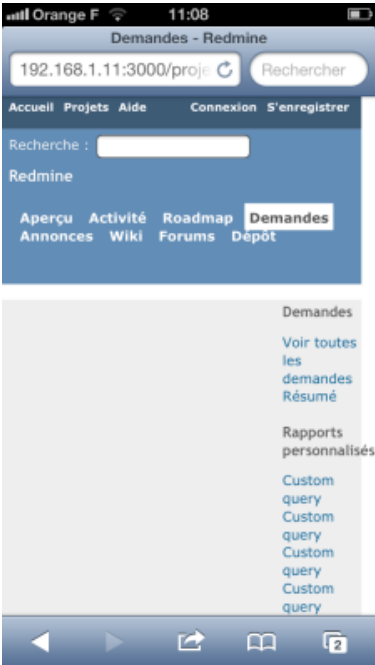 Orange F 11:08
Demandes - Redmine
192.168.1.11:3000/proje Rechercher
Accueil Projets Aide Connexion S'enregistrer
Recherche :
Redmine
Aperçu Activité Roadmap Demandes
Annonces Wiki Forums Dépôt
Demandes
Voir toutes
les
demandes
Résumé
Rapports
personnalisés
Custom
query
Custom
query
Custom
query
Custom
query
2